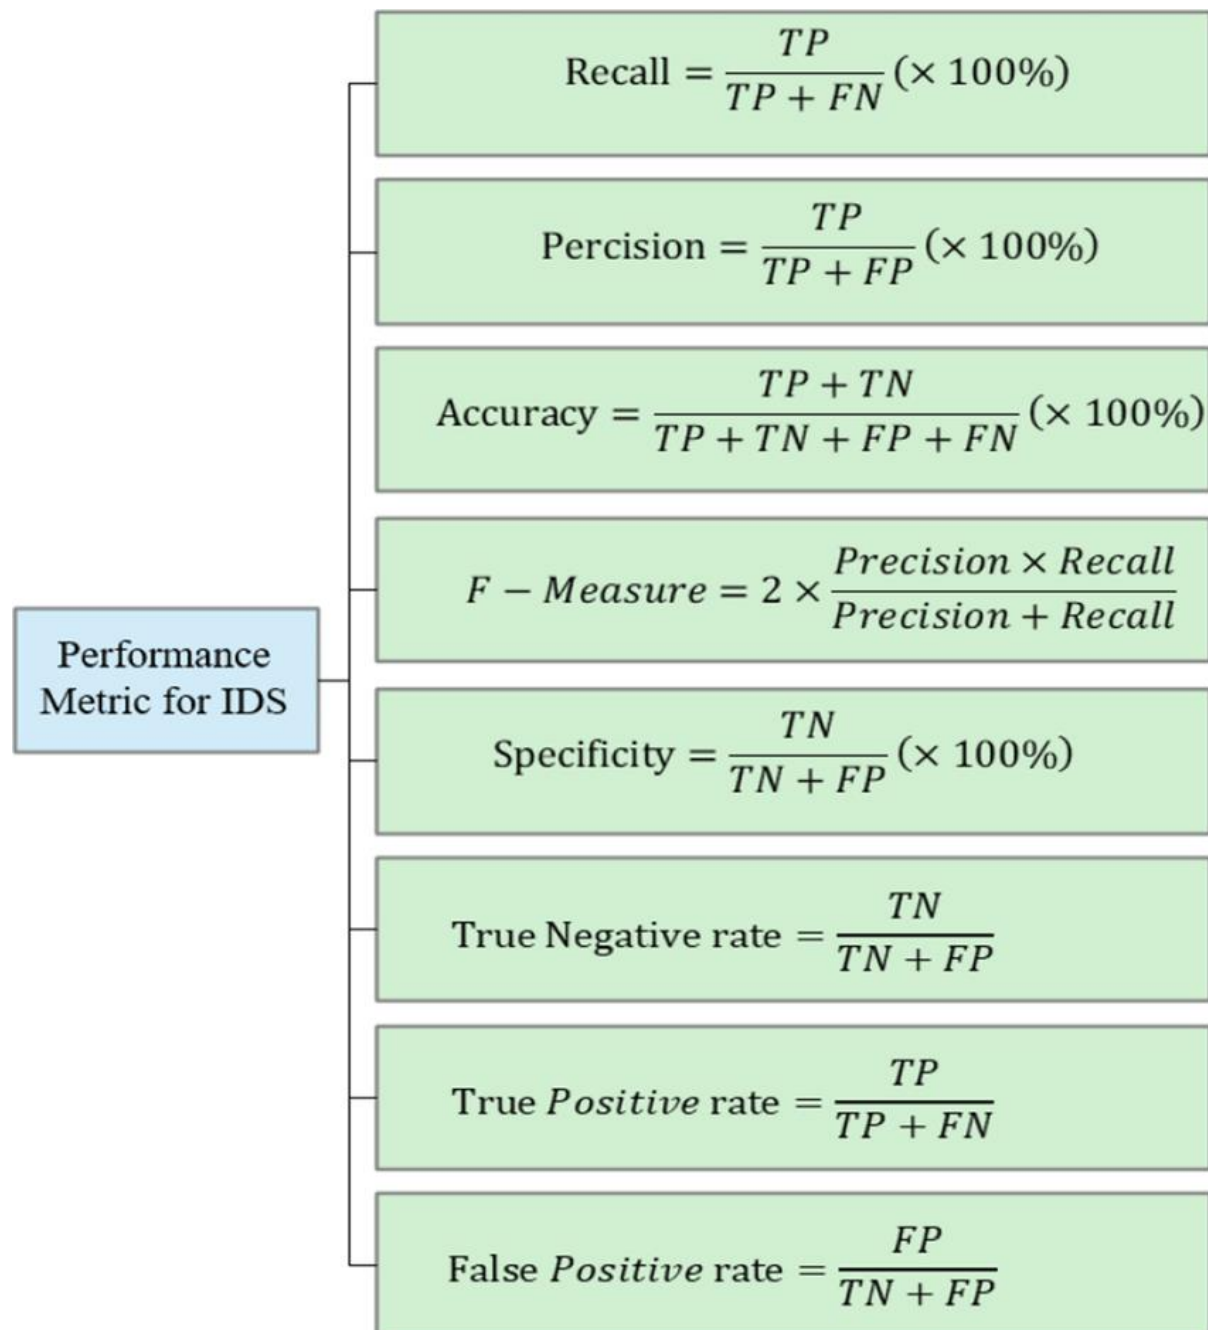 Recall = TP / (TP + FN) (× 100%)
Percision = TP / (TP + FP) (× 100%)
Accuracy = (TP + TN) / (TP + TN + FP + FN) (× 100%)
F − Measure = 2 × (Precision × Recall) / (Precision + Recall)
Performance
Metric for IDS
Specificity = TN / (TN + FP) (× 100%)
True Negative rate = TN / (TN + FP)
True Positive rate = TP / (TP + FN)
False Positive rate = FP / (TN + FP)